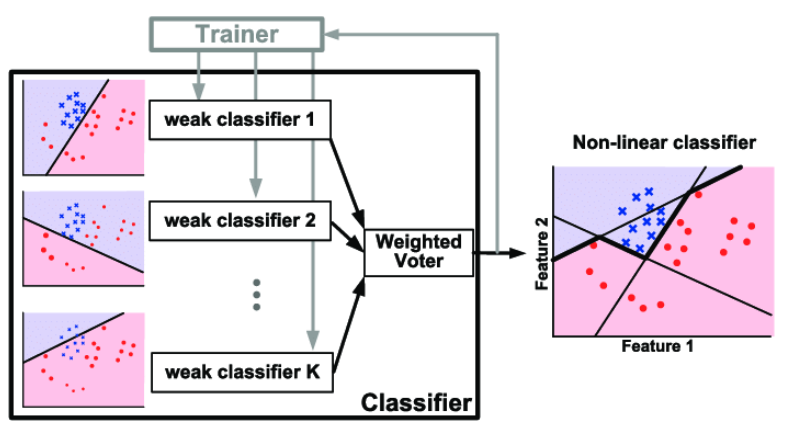 Trainer
weak classifier 1
weak classifier 2
weak classifier K
Weighted
Voter
Classifier
Non-linear classifier
Feature 2
Feature 1